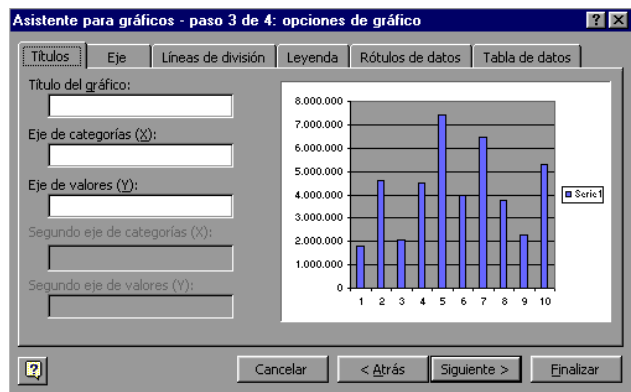 Asistente para gráficos - paso 3 de 4: opciones de gráfico
Títulos Eje Líneas de división Leyenda Rótulos de datos Tabla de datos
Título del gráfico:
Eje de categorías (X):
Eje de valores (Y):
Segundo eje de categorías (X):
Segundo eje de valores (Y):
8.000.000
7.000.000
6.000.000
5.000.000
4.000.000
3.000.000
2.000.000
1.000.000
0
1 2 3 4 5 6 7 8 9 10
Serie1
Cancelar < Atrás Siguiente > Finalizar